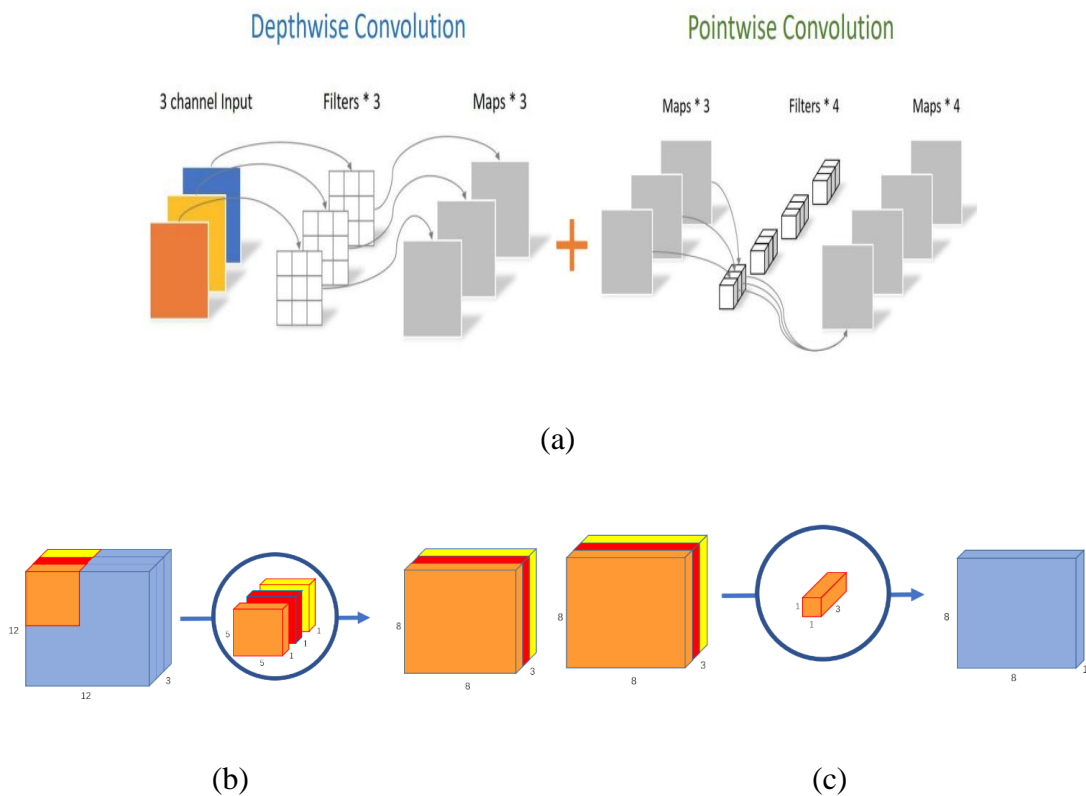 Depthwise Convolution
Pointwise Convolution
3 channel Input
Filters * 3
Maps * 3
Maps * 3
Filters * 4
Maps * 4
(a)
12
12
3
5
5
1
1
1
8
8
3
8
8
3
1
1
3
8
8
1
(b)
(c)